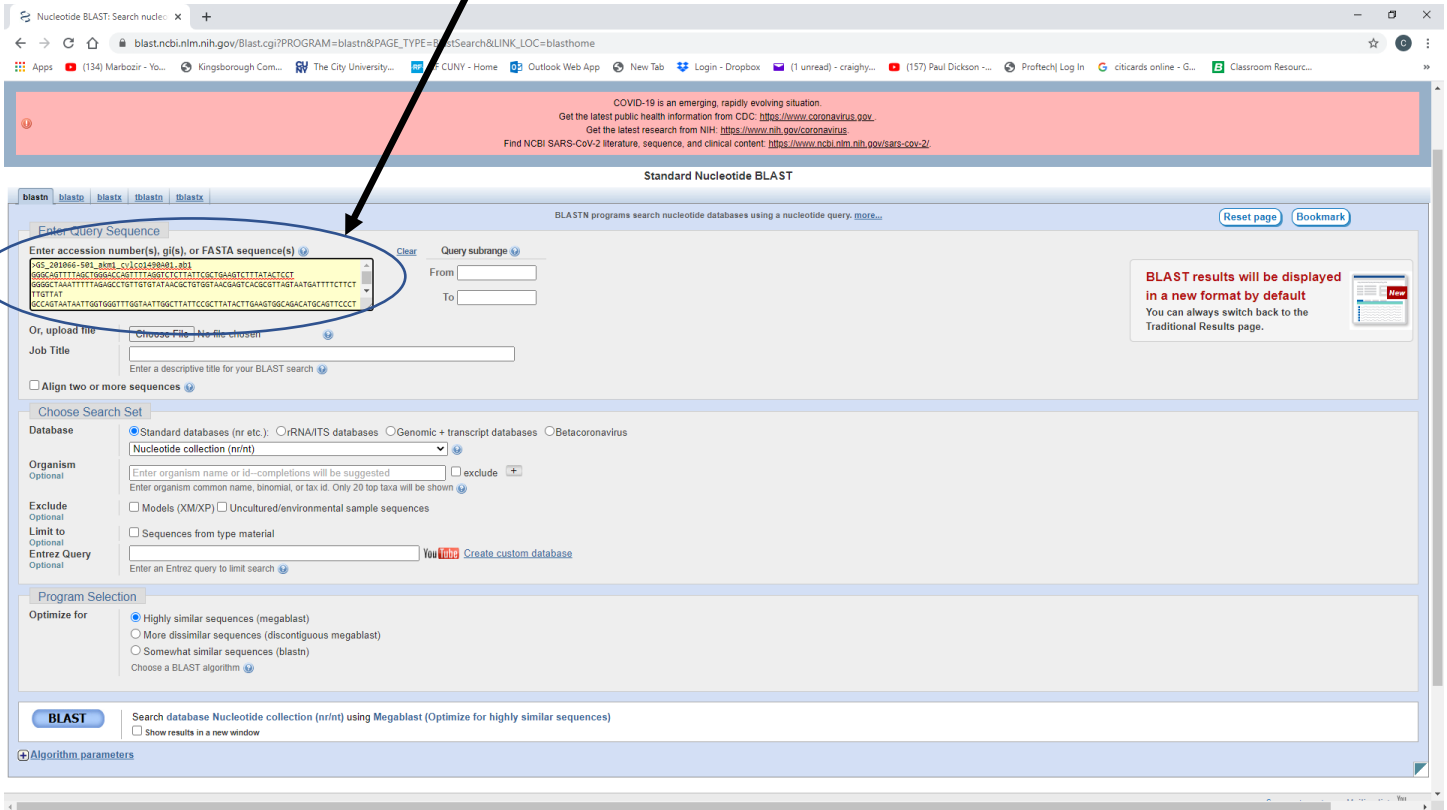 Nucleotide BLAST: Search nucleo
blast.ncbi.nlm.nih.gov/Blast.cgi?PROGRAM=blastn&PAGE_TYPE=BlastSearch&LINK_LOC=blasthome
C
Apps (134) Marbozir - Yo... Kingsborough Com... The City University... RF CUNY - Home Outlook Web App New Tab Login - Dropbox (1 unread) - craighy... (157) Paul Dickson -... Proftech| Log In citicards online - G... Classroom Resourc... »
COVID-19 is an emerging, rapidly evolving situation.
Get the latest public health information from CDC: https://www.coronavirus.gov .
Get the latest research from NIH: https://www.nih.gov/coronavirus.
Find NCBI SARS-CoV-2 literature, sequence, and clinical content: https://www.ncbi.nlm.nih.gov/sars-cov-2/.
Standard Nucleotide BLAST
blastn blastp blastx tblastn tblastx
BLASTN programs search nucleotide databases using a nucleotide query. more...
Reset page Bookmark
Enter Query Sequence
Enter accession number(s), gi(s), or FASTA sequence(s) Clear Query subrange
>GS_201066-501_akm1_cylco1490A01.ab1
GGGCAGTTTTAGCTGGGACCAGTTTTAGGTCTCTTATTCGCTGAAGTCTTTATACTCCT
GGGGCTAAATTTTTAGAGCCTGTTGTGTATAACGCTGTGGTAACGAGTCACGCGTTAGTAATGATTTTCTTCT
TTGTTAT
GCCAGTAATAATTGGTGGGTTTGGTAATTGGCTTATTCCGCTTATACTTGAAGTGGCAGACATGCAGTTCCCT
From
To
BLAST results will be displayed
in a new format by default
You can always switch back to the
Traditional Results page.
New
Or, upload file Choose File No file chosen
Job Title
Enter a descriptive title for your BLAST search
Align two or more sequences
Choose Search Set
Database Standard databases (nr etc.): rRNA/ITS databases Genomic + transcript databases Betacoronavirus
Nucleotide collection (nr/nt)
Organism
Optional
Enter organism name or id--completions will be suggested exclude +
Enter organism common name, binomial, or tax id. Only 20 top taxa will be shown
Exclude
Optional
Models (XM/XP) Uncultured/environmental sample sequences
Limit to
Optional
Sequences from type material
Entrez Query
Optional
YouTube Create custom database
Enter an Entrez query to limit search
Program Selection
Optimize for Highly similar sequences (megablast)
More dissimilar sequences (discontiguous megablast)
Somewhat similar sequences (blastn)
Choose a BLAST algorithm
BLAST Search database Nucleotide collection (nr/nt) using Megablast (Optimize for highly similar sequences)
Show results in a new window
Algorithm parameters